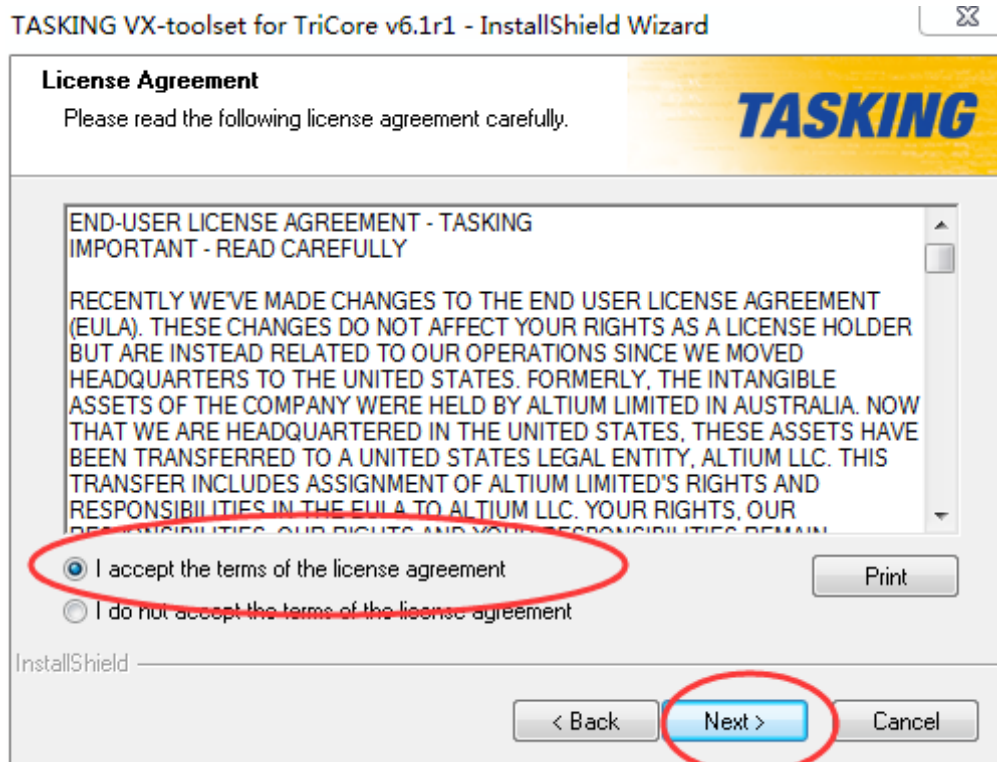 TASKING VX-toolset for TriCore v6.1r1 - InstallShield Wizard
License Agreement
Please read the following license agreement carefully.
TASKING
END-USER LICENSE AGREEMENT - TASKING
IMPORTANT - READ CAREFULLY
RECENTLY WE'VE MADE CHANGES TO THE END USER LICENSE AGREEMENT
(EULA). THESE CHANGES DO NOT AFFECT YOUR RIGHTS AS A LICENSE HOLDER
BUT ARE INSTEAD RELATED TO OUR OPERATIONS SINCE WE MOVED
HEADQUARTERS TO THE UNITED STATES. FORMERLY, THE INTANGIBLE
ASSETS OF THE COMPANY WERE HELD BY ALTIUM LIMITED IN AUSTRALIA. NOW
THAT WE ARE HEADQUARTERED IN THE UNITED STATES, THESE ASSETS HAVE
BEEN TRANSFERRED TO A UNITED STATES LEGAL ENTITY, ALTIUM LLC. THIS
TRANSFER INCLUDES ASSIGNMENT OF ALTIUM LIMITED'S RIGHTS AND
RESPONSIBILITIES IN THE EULA TO ALTIUM LLC. YOUR RIGHTS, OUR
RESPONSIBILITIES, OUR RIGHTS AND YOUR RESPONSIBILITIES REMAIN
I accept the terms of the license agreement
Print
I do not accept the terms of the license agreement
InstallShield
< Back
Next >
Cancel